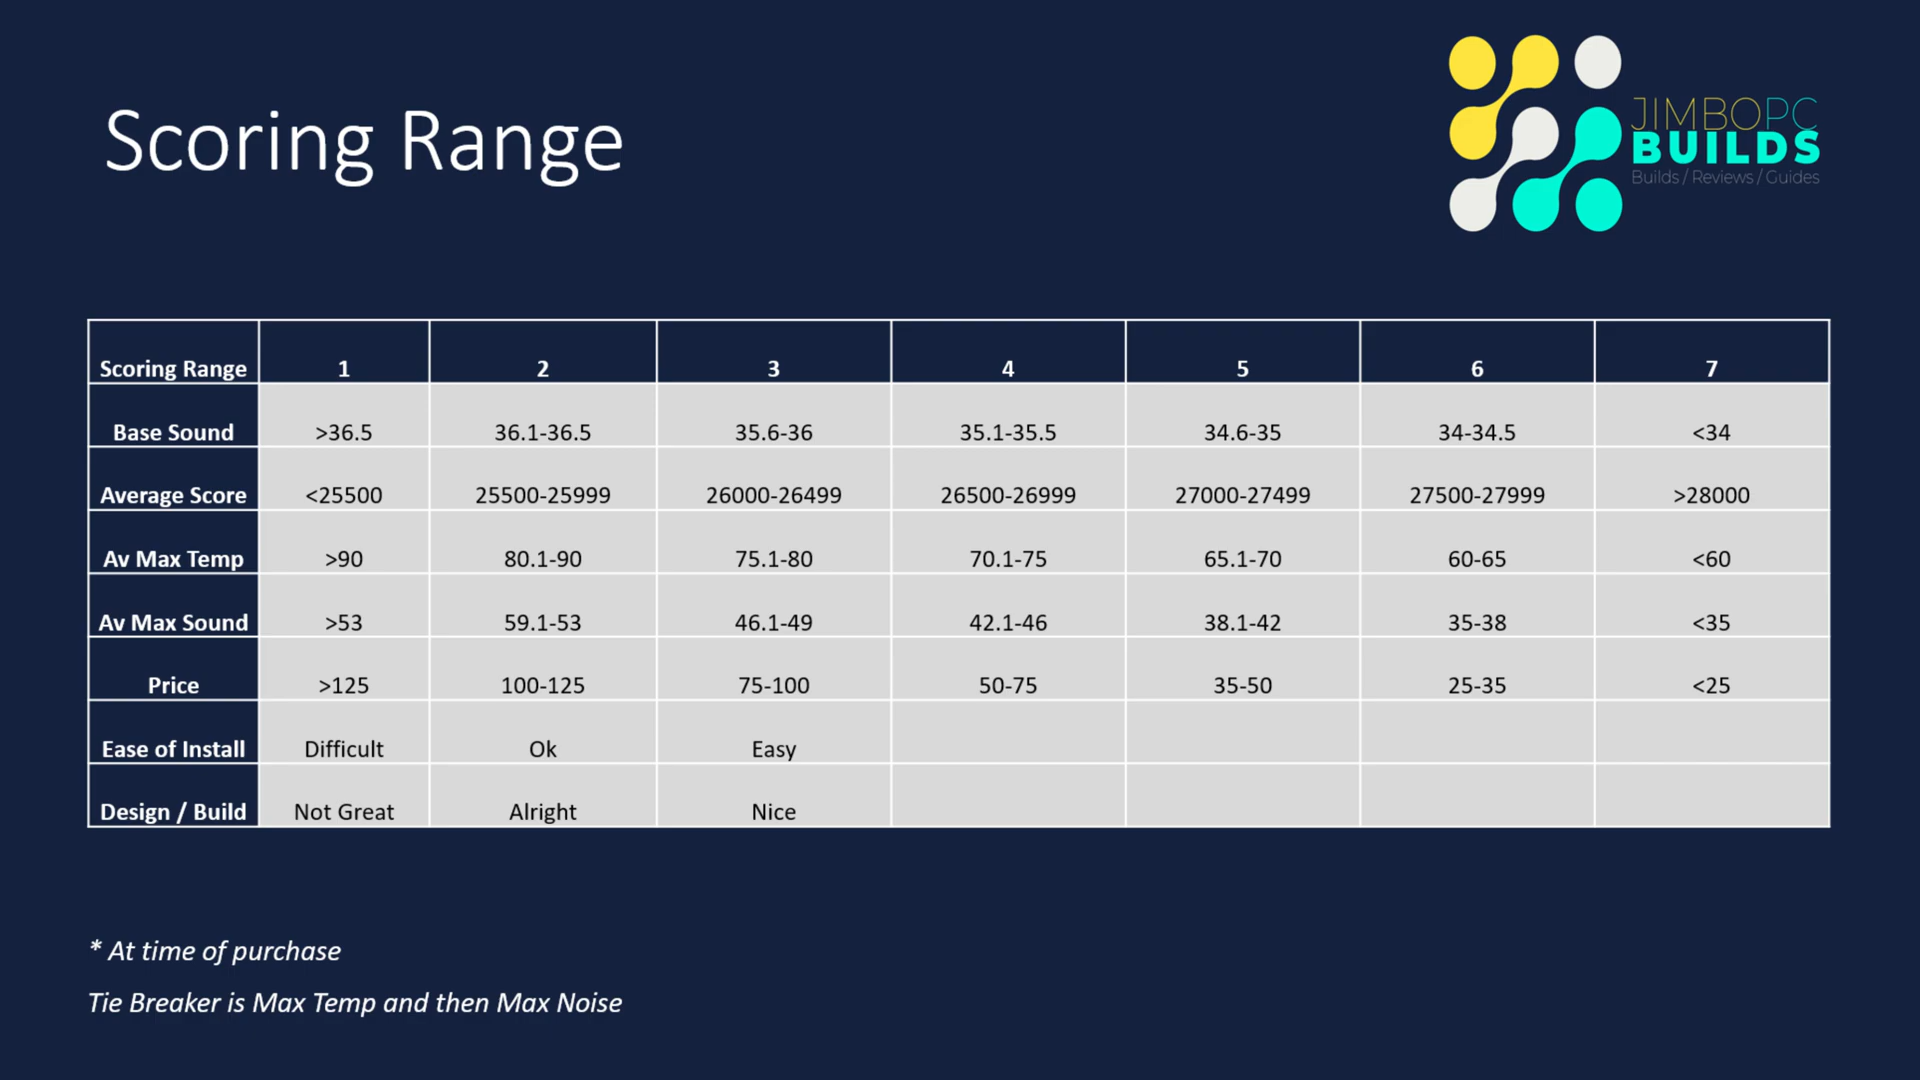 Scoring Range
JIMBOPC
BUILDS
Builds / Reviews / Guides
Scoring Range 1 2 3 4 5 6 7
Base Sound >36.5 36.1-36.5 35.6-36 35.1-35.5 34.6-35 34-34.5 <34
Average Score <25500 25500-25999 26000-26499 26500-26999 27000-27499 27500-27999 >28000
Av Max Temp >90 80.1-90 75.1-80 70.1-75 65.1-70 60-65 <60
Av Max Sound >53 59.1-53 46.1-49 42.1-46 38.1-42 35-38 <35
Price >125 100-125 75-100 50-75 35-50 25-35 <25
Ease of Install Difficult Ok Easy
Design / Build Not Great Alright Nice
* At time of purchase
Tie Breaker is Max Temp and then Max Noise